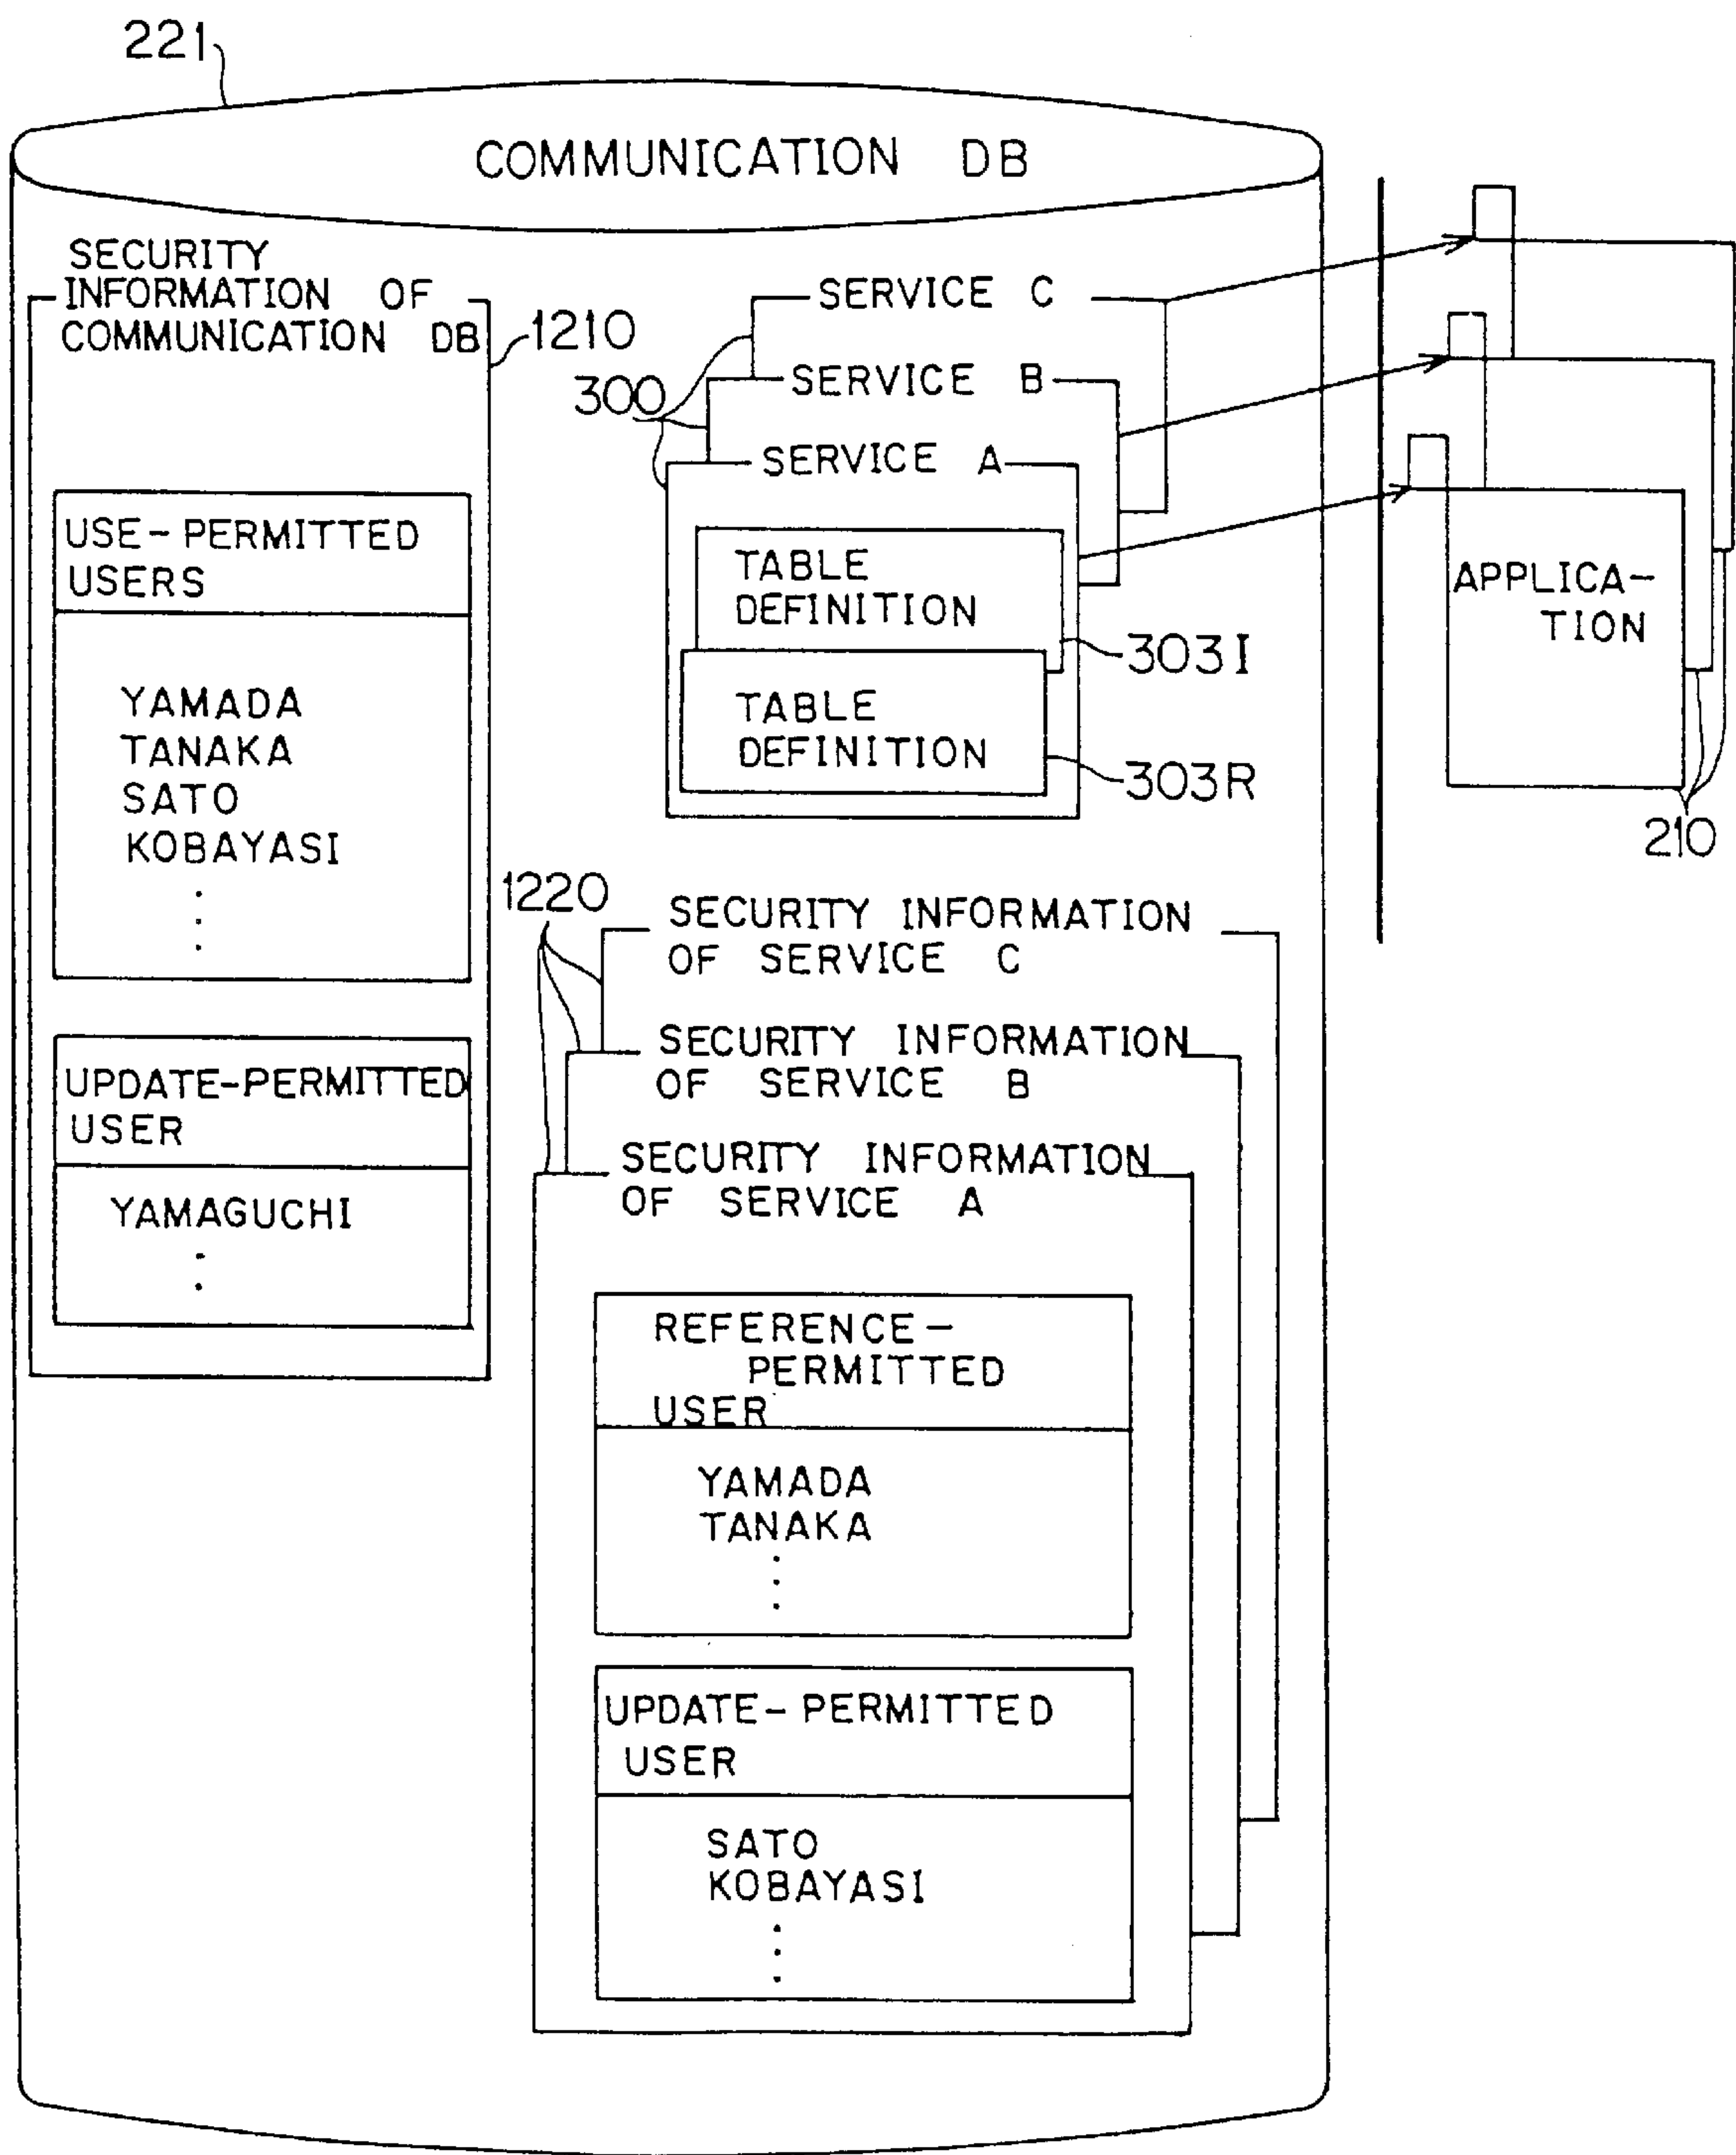 221
COMMUNICATION DB
SECURITY
INFORMATION OF
COMMUNICATION DB
1210
USE-PERMITTED
USERS
YAMADA
TANAKA
SATO
KOBAYASI
UPDATE-PERMITTED
USER
YAMAGUCHI
300
SERVICE C
SERVICE B
SERVICE A
TABLE
DEFINITION
303I
TABLE
DEFINITION
303R
APPLICA-
TION
210
1220
SECURITY INFORMATION
OF SERVICE C
SECURITY INFORMATION
OF SERVICE B
SECURITY INFORMATION
OF SERVICE A
REFERENCE-
PERMITTED
USER
YAMADA
TANAKA
UPDATE-PERMITTED
USER
SATO
KOBAYASI